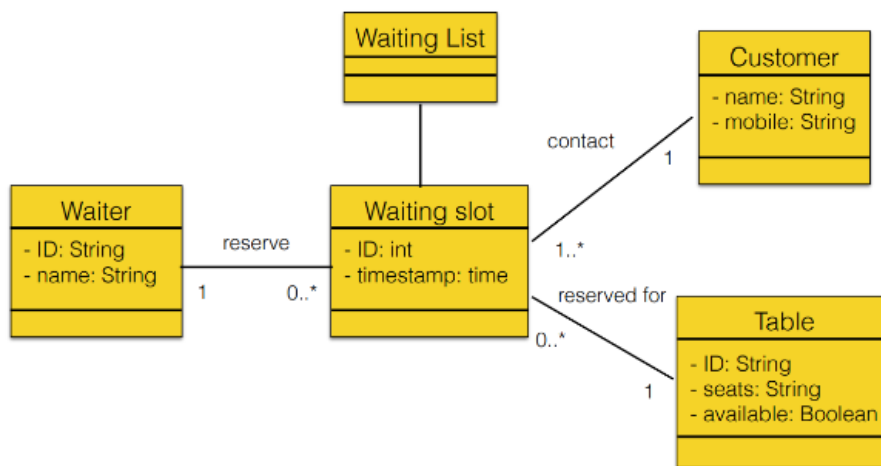 Waiting List
Customer
- name: String
- mobile: String
contact
1
Waiter
- ID: String
- name: String
reserve
1
0..*
Waiting slot
- ID: int
- timestamp: time
1..*
reserved for
0..*
1
Table
- ID: String
- seats: String
- available: Boolean